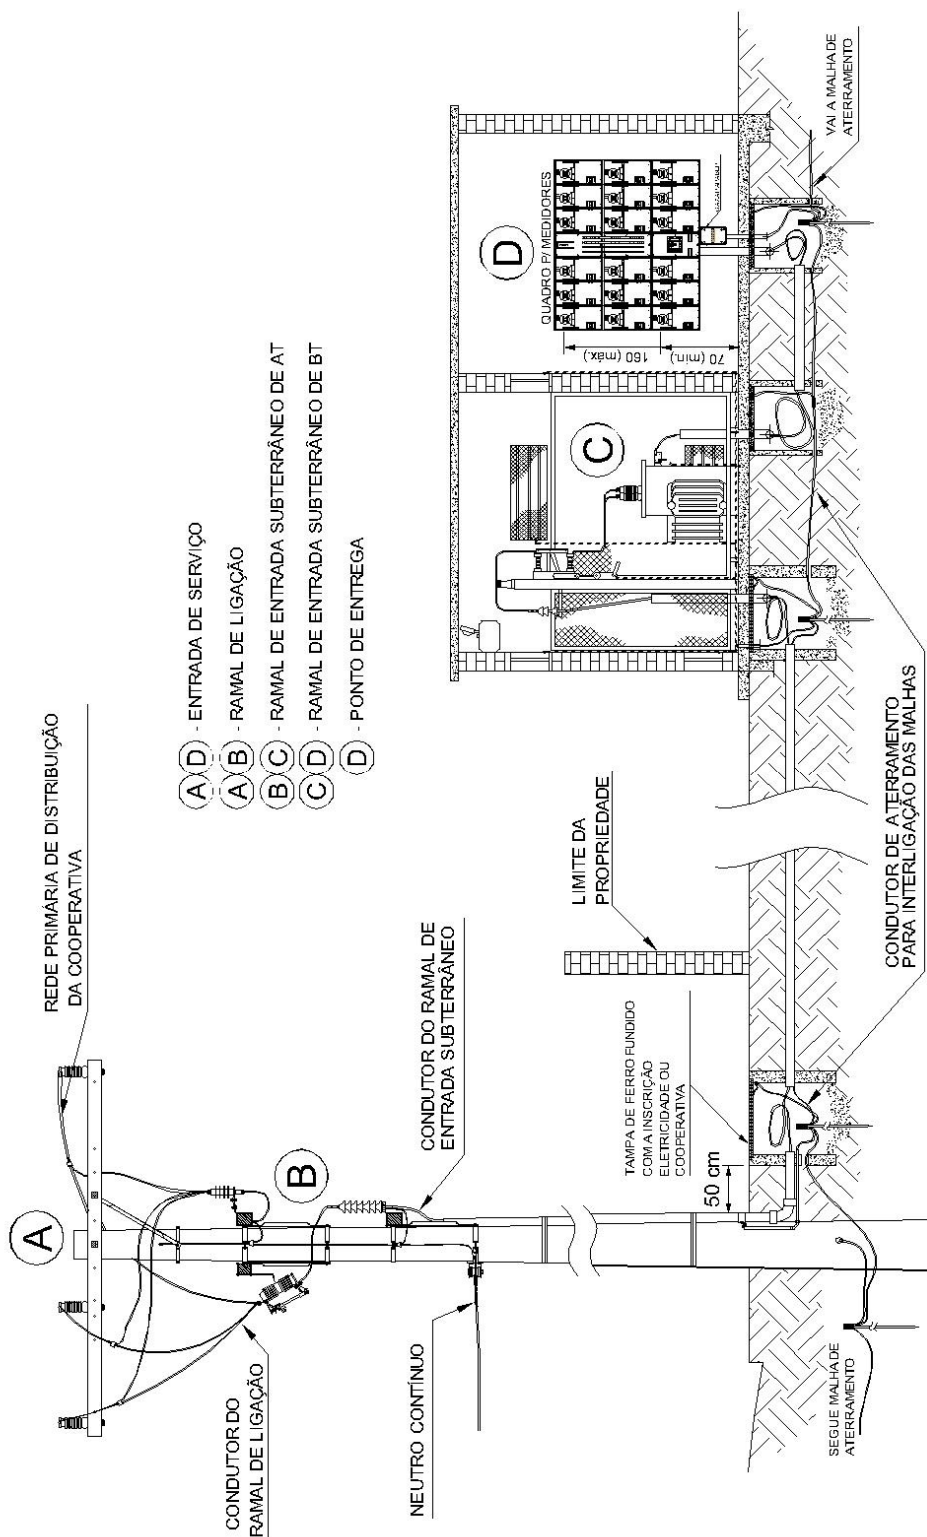 REDE PRIMÁRIA DE DISTRIBUIÇÃO
DA COOPERATIVA
A
B
CONDUTOR DO
RAMAL DE LIGAÇÃO
NEUTRO CONTÍNUO
CONDUTOR DO RAMAL DE
ENTRADA SUBTERRÂNEO
A D - ENTRADA DE SERVIÇO
A B - RAMAL DE LIGAÇÃO
B C - RAMAL DE ENTRADA SUBTERRÂNEO DE AT
C D - RAMAL DE ENTRADA SUBTERRÂNEO DE BT
D - PONTO DE ENTREGA
D
QUADRO P/ MEDIDORES
C
160 (máx.)
70 (min.)
LIMITE DA
PROPRIEDADE
TAMPA DE FERRO FUNDIDO
COM A INSCRIÇÃO
ELETRICIDADE OU
COOPERATIVA
50 cm
SEGUE MALHA DE
ATERRAMENTO
CONDUTOR DE ATERRAMENTO
PARA INTERLIGAÇÃO DAS MALHAS
VAI A MALHA DE
ATERRAMENTO